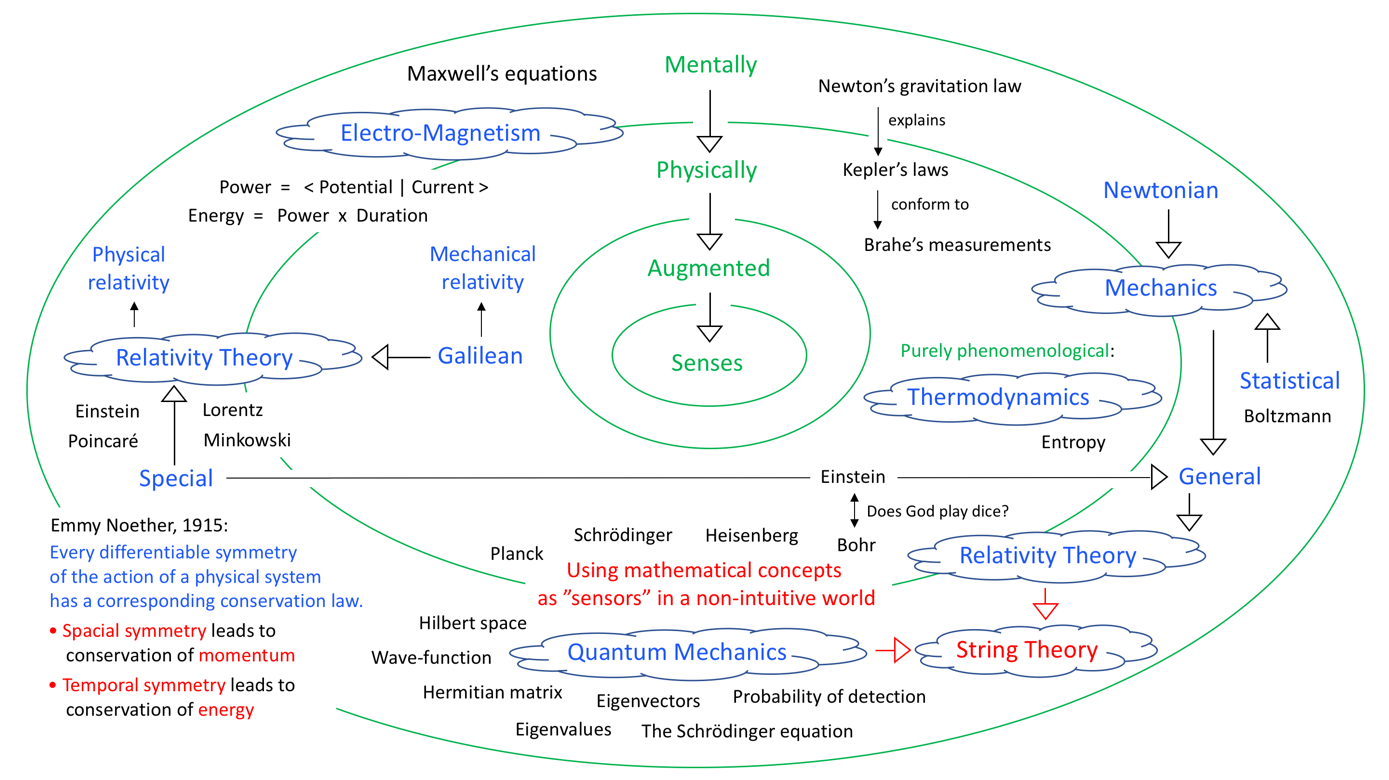 Maxwell’s equations
Mentally
Newton’s gravitation law
explains
Electro-Magnetism
Physically
Kepler’s laws
Power = < Potential | Current >
Energy = Power x Duration
conform to
Newtonian
Brahe’s measurements
Physical
relativity
Mechanical
relativity
Augmented
Mechanics
Relativity Theory
Galilean
Senses
Purely phenomenological:
Thermodynamics
Entropy
Statistical
Boltzmann
Einstein
Lorentz
Poincaré
Minkowski
Special
Einstein
General
Does God play dice?
Bohr
Emmy Noether, 1915:
Every differentiable symmetry
of the action of a physical system
has a corresponding conservation law.
• Spacial symmetry leads to
conservation of momentum
• Temporal symmetry leads to
conservation of energy
Planck
Schrödinger
Heisenberg
Using mathematical concepts
as ”sensors” in a non-intuitive world
Relativity Theory
Hilbert space
Wave-function
Quantum Mechanics
String Theory
Hermitian matrix
Eigenvectors
Probability of detection
Eigenvalues
The Schrödinger equation